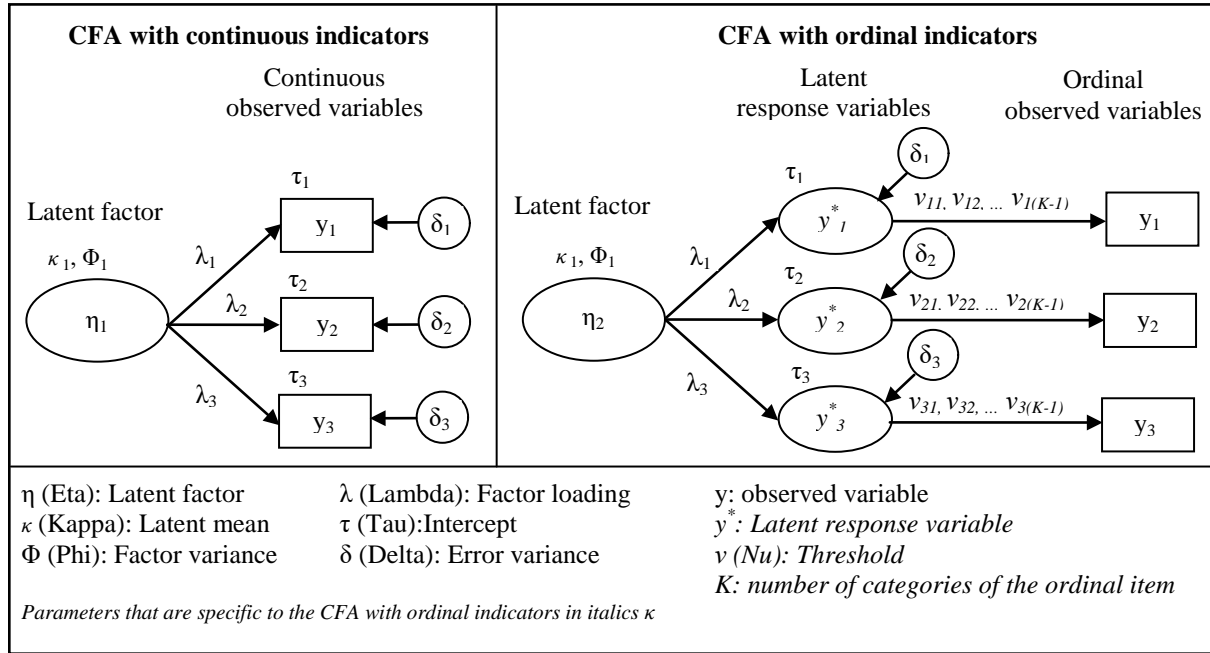 CFA with continuous indicators
Continuous
observed variables
Latent factor
κ1, Φ1
η1
λ1
λ2
λ3
τ1
y1
δ1
τ2
y2
δ2
τ3
y3
δ3
CFA with ordinal indicators
Latent
response variables
Ordinal
observed variables
Latent factor
κ1, Φ1
η2
λ1
λ2
λ3
τ1
y*1
δ1
v11, v12, ... v1(K-1)
y1
τ2
y*2
δ2
v21, v22. ... v2(K-1)
y2
τ3
y*3
δ3
v31, v32, ... v3(K-1)
y3
η (Eta): Latent factor
κ (Kappa): Latent mean
Φ (Phi): Factor variance
λ (Lambda): Factor loading
τ (Tau):Intercept
δ (Delta): Error variance
y: observed variable
y*: Latent response variable
v (Nu): Threshold
K: number of categories of the ordinal item
Parameters that are specific to the CFA with ordinal indicators in italics κ